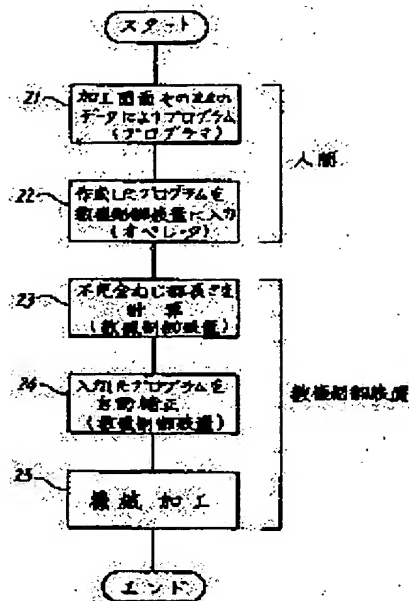 スタート
21
加工図面その他の
データによりプログラム
(プログラマ)
22
作成したプログラムを
数値制御装置に入力
(オペレータ)
人間
23
不完全ねじ部長さを
計算
(数値制御装置)
24
入力したプログラムを
自動補正
(数値制御装置)
数値制御装置
25
機械加工
エンド